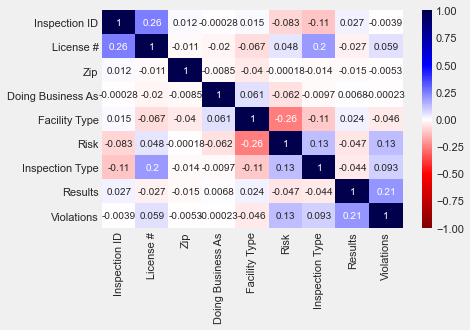 Inspection ID 1 0.26 0.012 -0.00028 0.015 -0.083 -0.11 0.027 -0.0039
License # 0.26 1 -0.011 -0.02 -0.067 0.048 0.2 -0.027 0.059
Zip 0.012 -0.011 1 -0.0085 -0.04 -0.00018 -0.014 -0.015 -0.0053
Doing Business As -0.00028 -0.02 -0.0085 1 0.061 -0.062 -0.0097 0.0068 -0.00023
Facility Type 0.015 -0.067 -0.04 0.061 1 -0.26 -0.11 0.024 -0.046
Risk -0.083 0.048 -0.00018 -0.062 -0.26 1 0.13 -0.047 0.13
Inspection Type -0.11 0.2 -0.014 -0.0097 -0.11 0.13 1 -0.044 0.093
Results 0.027 -0.027 -0.015 0.0068 0.024 -0.047 -0.044 1 0.21
Violations -0.0039 0.059 -0.0053 -0.00023 -0.046 0.13 0.093 0.21 1
Inspection ID
License #
Zip
Doing Business As
Facility Type
Risk
Inspection Type
Results
Violations
1.00
0.75
0.50
0.25
0.00
-0.25
-0.50
-0.75
-1.00